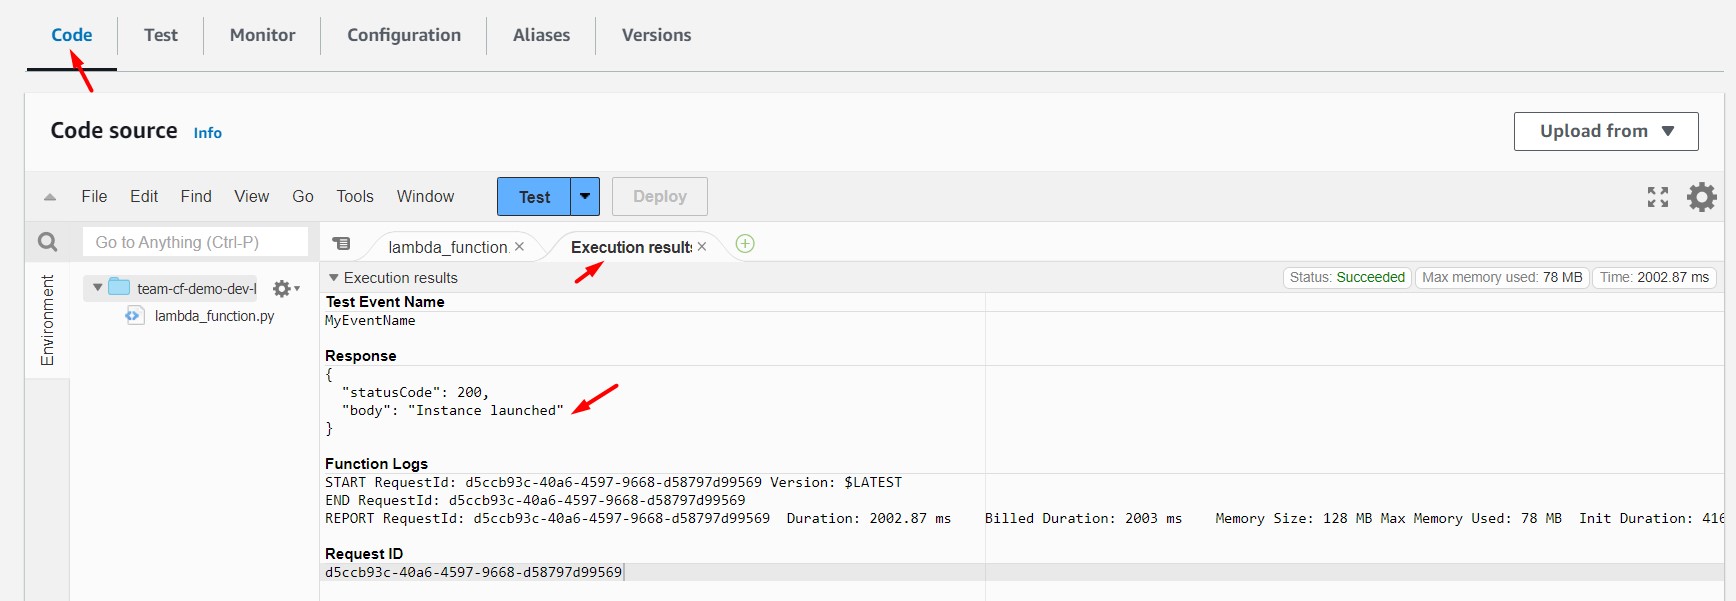 Code Test Monitor Configuration Aliases Versions
Code source Info Upload from
File Edit Find View Go Tools Window Test Deploy
Go to Anything (Ctrl-P) lambda_function. Execution results
Execution results Status: Succeeded Max memory used: 78 MB Time: 2002.87 ms
Environment
team-cf-demo-dev-l
lambda_function.py
Test Event Name
MyEventName
Response
{
"statusCode": 200,
"body": "Instance launched"
}
Function Logs
START RequestId: d5ccb93c-40a6-4597-9668-d58797d99569 Version: $LATEST
END RequestId: d5ccb93c-40a6-4597-9668-d58797d99569
REPORT RequestId: d5ccb93c-40a6-4597-9668-d58797d99569 Duration: 2002.87 ms Billed Duration: 2003 ms Memory Size: 128 MB Max Memory Used: 78 MB Init Duration: 416
Request ID
d5ccb93c-40a6-4597-9668-d58797d99569